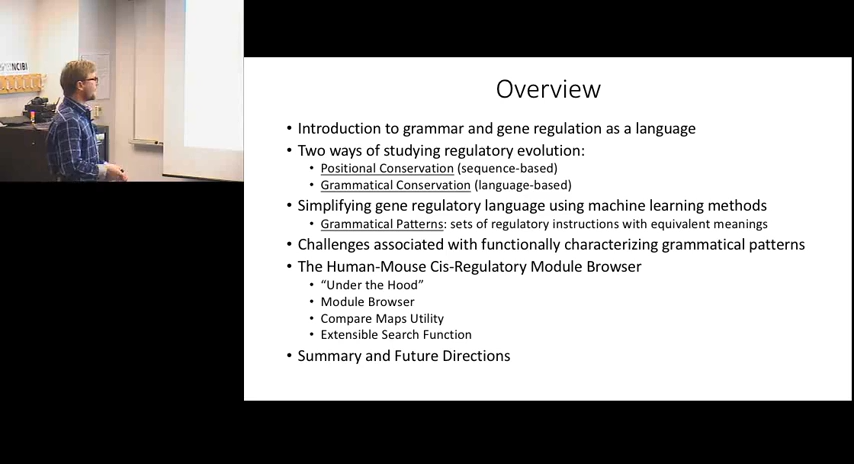 NCIBI
Overview
• Introduction to grammar and gene regulation as a language
• Two ways of studying regulatory evolution:
• Positional Conservation (sequence-based)
• Grammatical Conservation (language-based)
• Simplifying gene regulatory language using machine learning methods
• Grammatical Patterns: sets of regulatory instructions with equivalent meanings
• Challenges associated with functionally characterizing grammatical patterns
• The Human-Mouse Cis-Regulatory Module Browser
• “Under the Hood”
• Module Browser
• Compare Maps Utility
• Extensible Search Function
• Summary and Future Directions